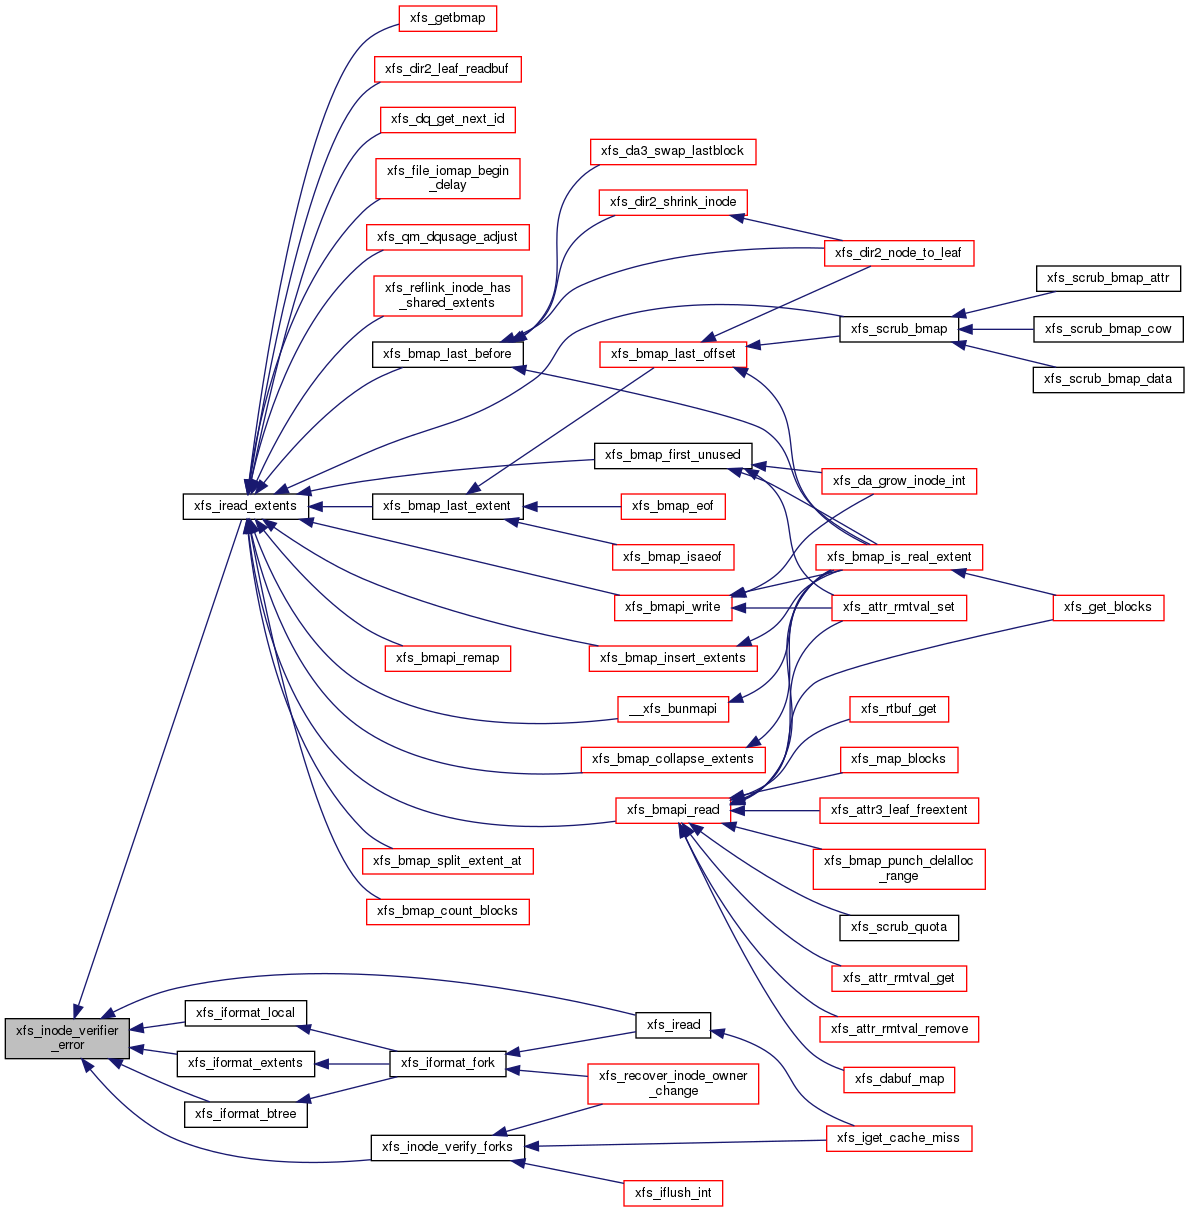 xfs_getbmap
xfs_dir2_leaf_readbuf
xfs_dq_get_next_id
xfs_da3_swap_lastblock
xfs_file_iomap_begin
_delay
xfs_dir2_shrink_inode
xfs_qm_dqusage_adjust
xfs_dir2_node_to_leaf
xfs_scrub_bmap_attr
xfs_reflink_inode_has
_shared_extents
xfs_scrub_bmap
xfs_scrub_bmap_cow
xfs_bmap_last_before
xfs_bmap_last_offset
xfs_scrub_bmap_data
xfs_bmap_first_unused
xfs_da_grow_inode_int
xfs_iread_extents
xfs_bmap_last_extent
xfs_bmap_eof
xfs_bmap_isaeof
xfs_bmap_is_real_extent
xfs_bmapi_write
xfs_attr_rmtval_set
xfs_get_blocks
xfs_bmapi_remap
xfs_bmap_insert_extents
__xfs_bunmapi
xfs_rtbuf_get
xfs_bmap_collapse_extents
xfs_map_blocks
xfs_bmapi_read
xfs_attr3_leaf_freextent
xfs_bmap_split_extent_at
xfs_bmap_punch_delalloc
_range
xfs_bmap_count_blocks
xfs_scrub_quota
xfs_attr_rmtval_get
xfs_iformat_local
xfs_iread
xfs_attr_rmtval_remove
xfs_inode_verifier
_error
xfs_iformat_extents
xfs_iformat_fork
xfs_recover_inode_owner
_change
xfs_dabuf_map
xfs_iformat_btree
xfs_inode_verify_forks
xfs_iget_cache_miss
xfs_iflush_int